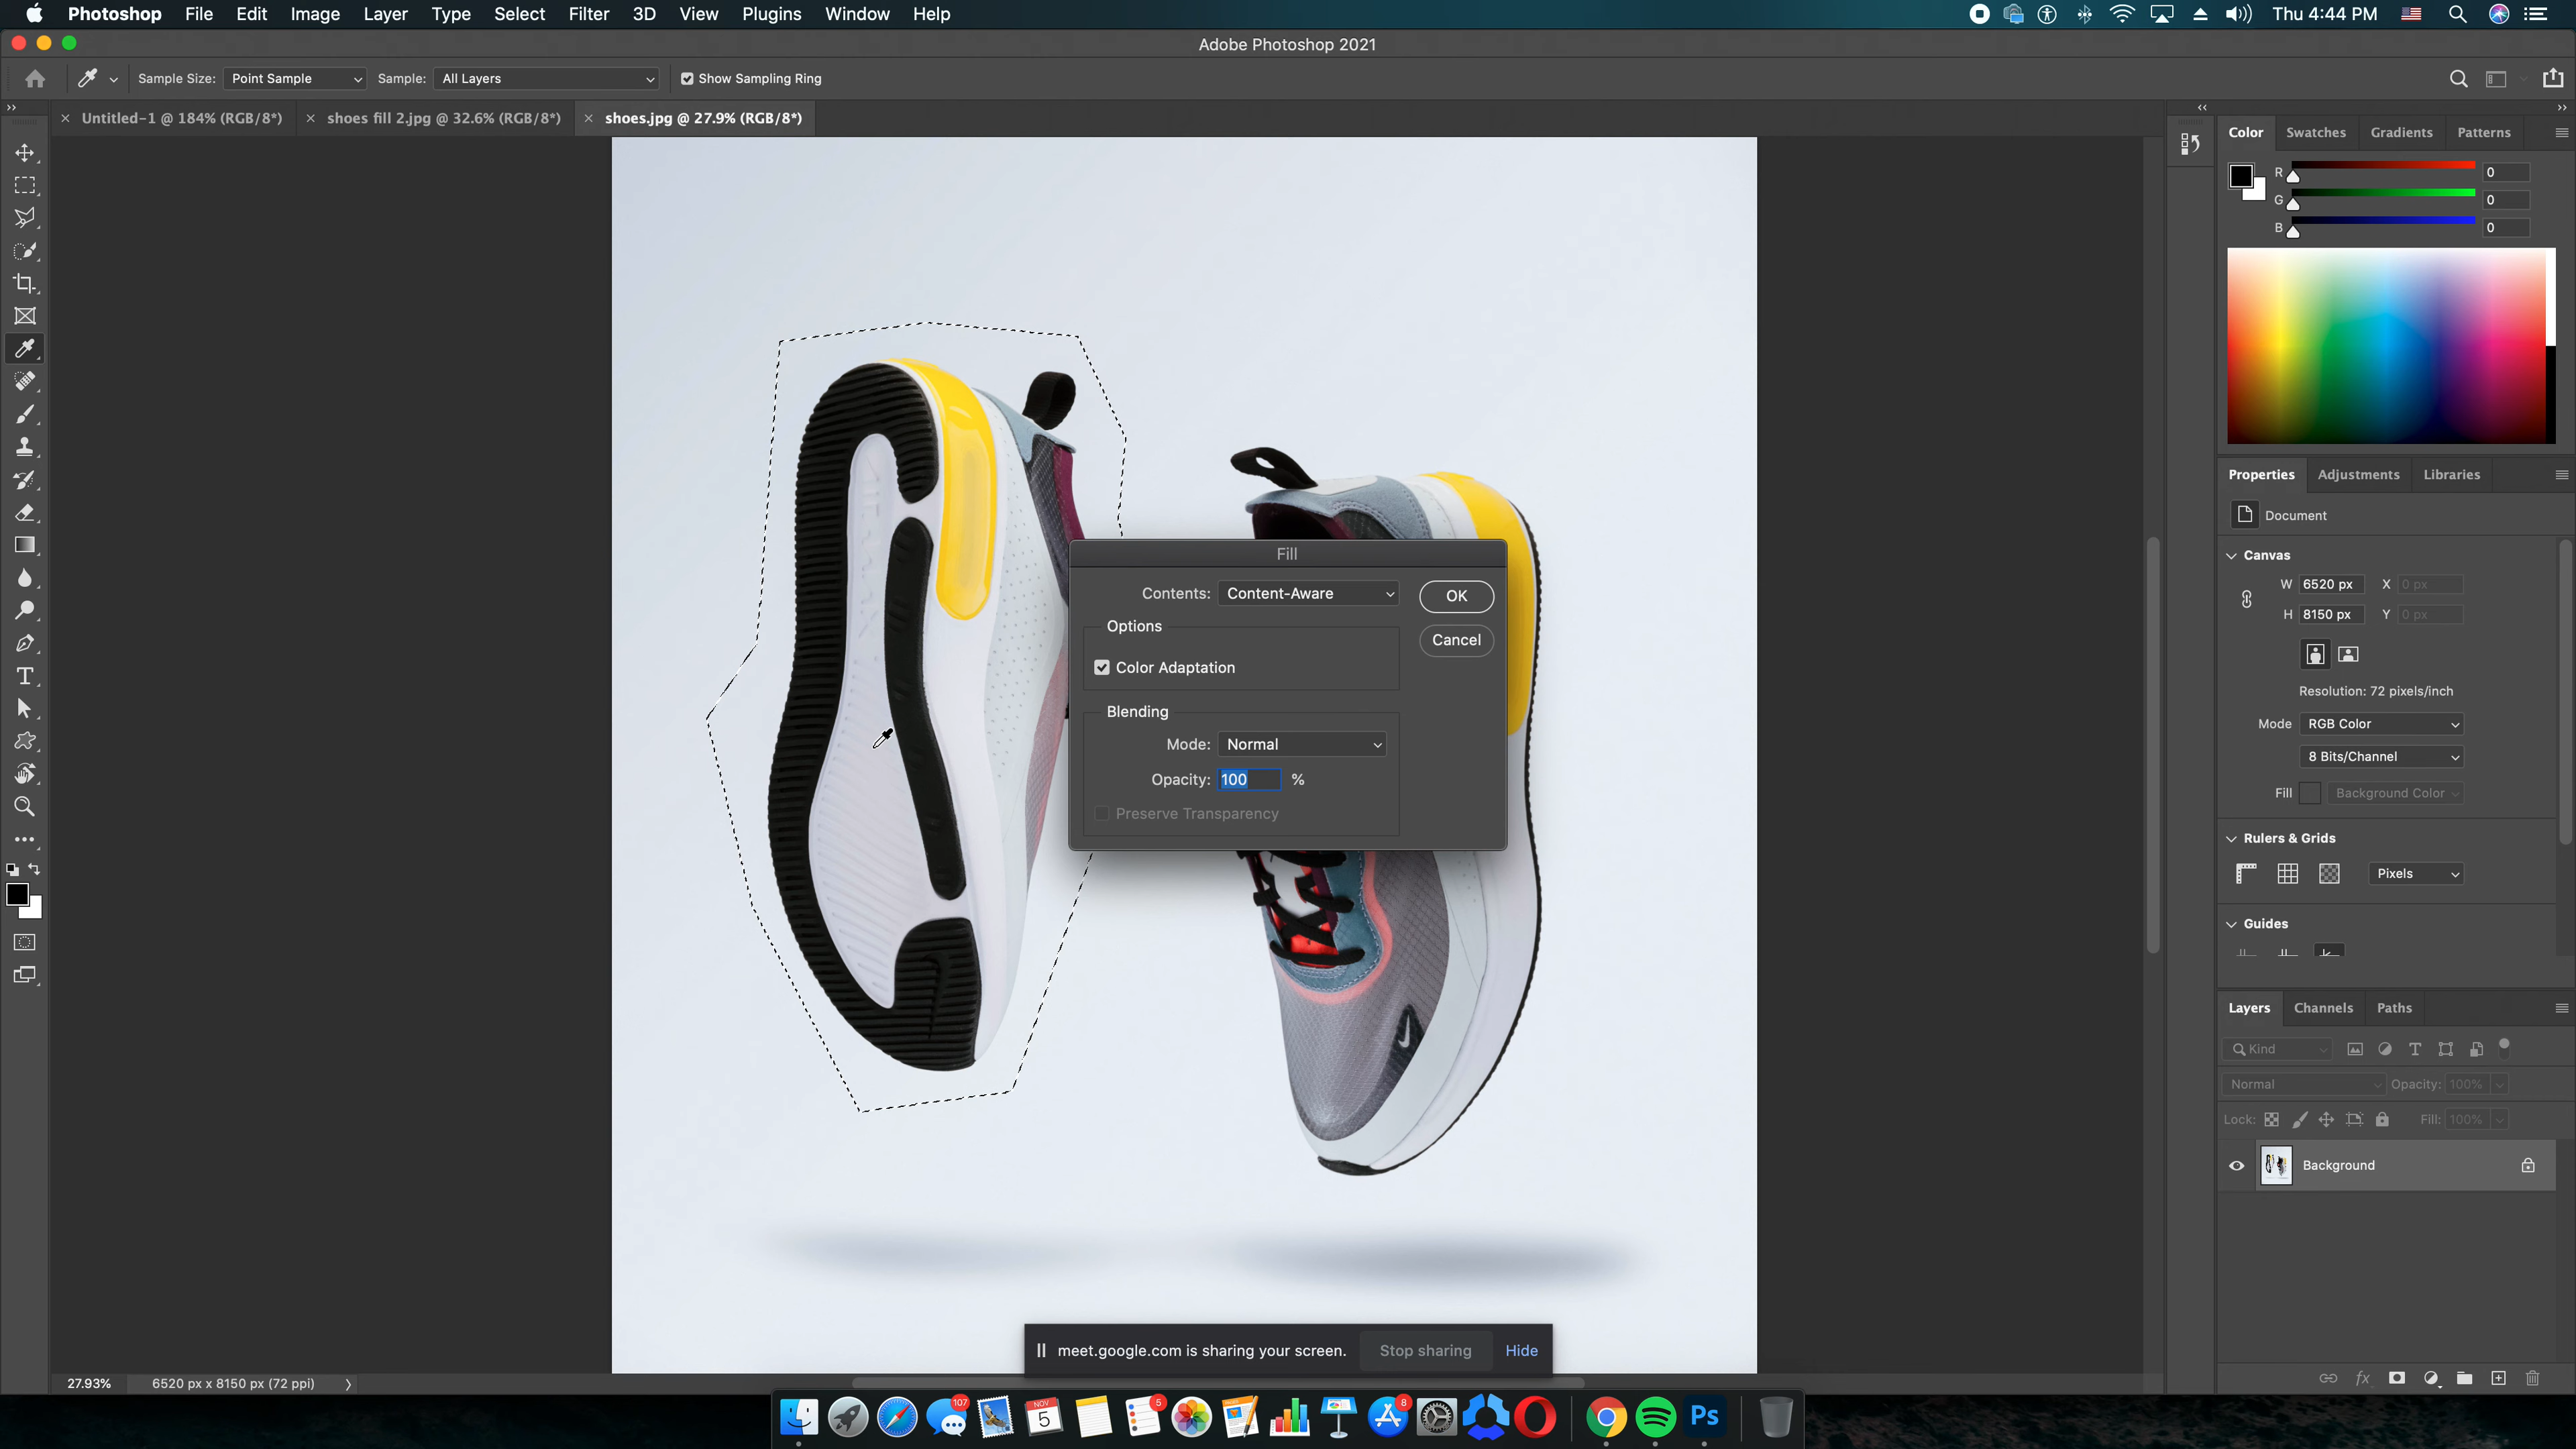 Photoshop File Edit Image Layer Type Select Filter 3D View Plugins Window Help Thu 4:44 PM
Adobe Photoshop 2021
Sample Size: Point Sample Sample: All Layers Show Sampling Ring
Untitled-1 @ 184% (RGB/8*) shoes fill 2.jpg @ 32.6% (RGB/8*) shoes.jpg @ 27.9% (RGB/8*)
Color Swatches Gradients Patterns
R 0
G 0
B 0
Properties Adjustments Libraries
Document
Canvas
W 6520 px X 0 px
H 8150 px Y 0 px
Resolution: 72 pixels/inch
Mode RGB Color
8 Bits/Channel
Fill Background Color
Rulers & Grids
Pixels
Guides
Fill
Contents: Content-Aware OK
Options
Cancel
Color Adaptation
Blending
Mode: Normal
Opacity: 100 %
Preserve Transparency
Layers Channels Paths
Kind
Normal Opacity: 100%
Lock: Fill: 100%
Background
meet.google.com is sharing your screen. Stop sharing Hide
27.93% 6520 px x 8150 px (72 ppi)
107
NOV
5
5
8
Ps